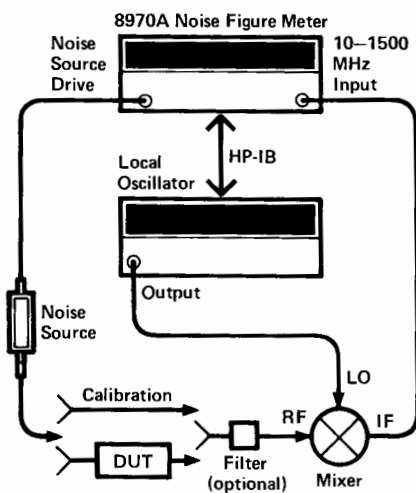 8970A Noise Figure Meter
Noise
Source
Drive
10–1500
MHz
Input
HP-IB
Local
Oscillator
Output
Noise
Source
LO
Calibration
RF
IF
DUT
Filter
(optional)
Mixer